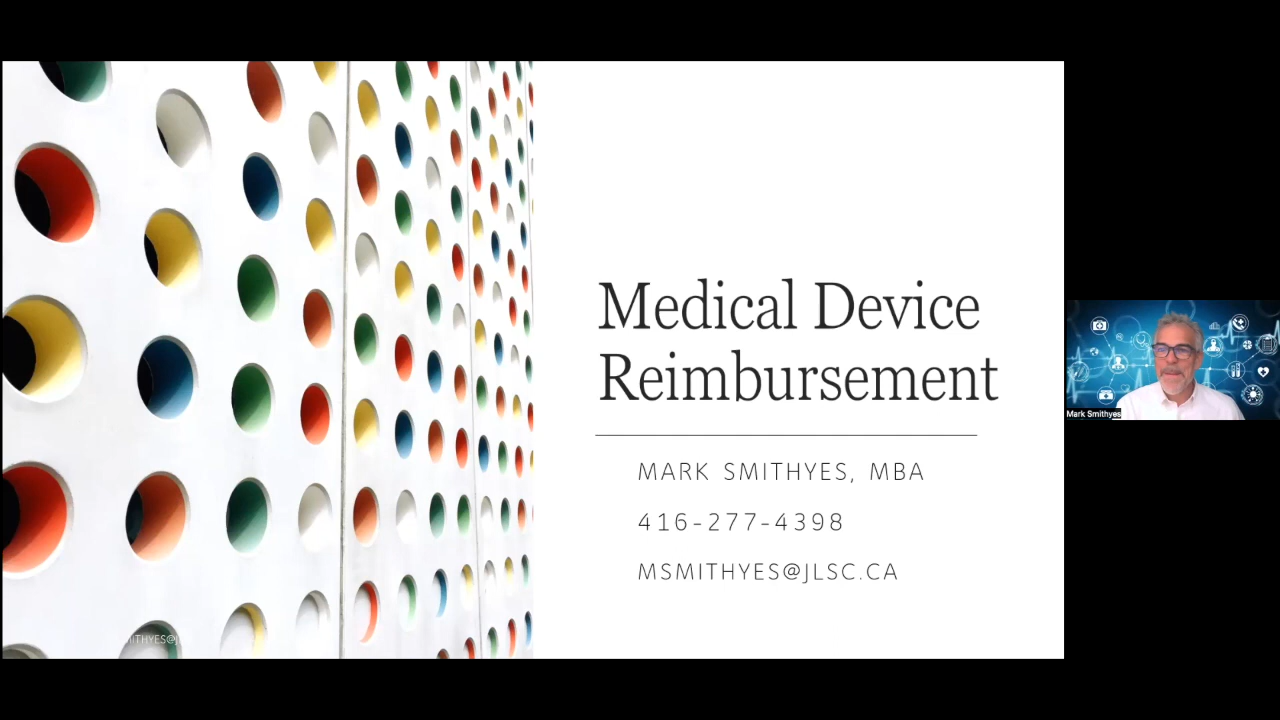 Medical Device
Reimbursement
MARK SMITHYES, MBA
416-277-4398
MSMITHYES@JLSC.CA
Mark Smithyes